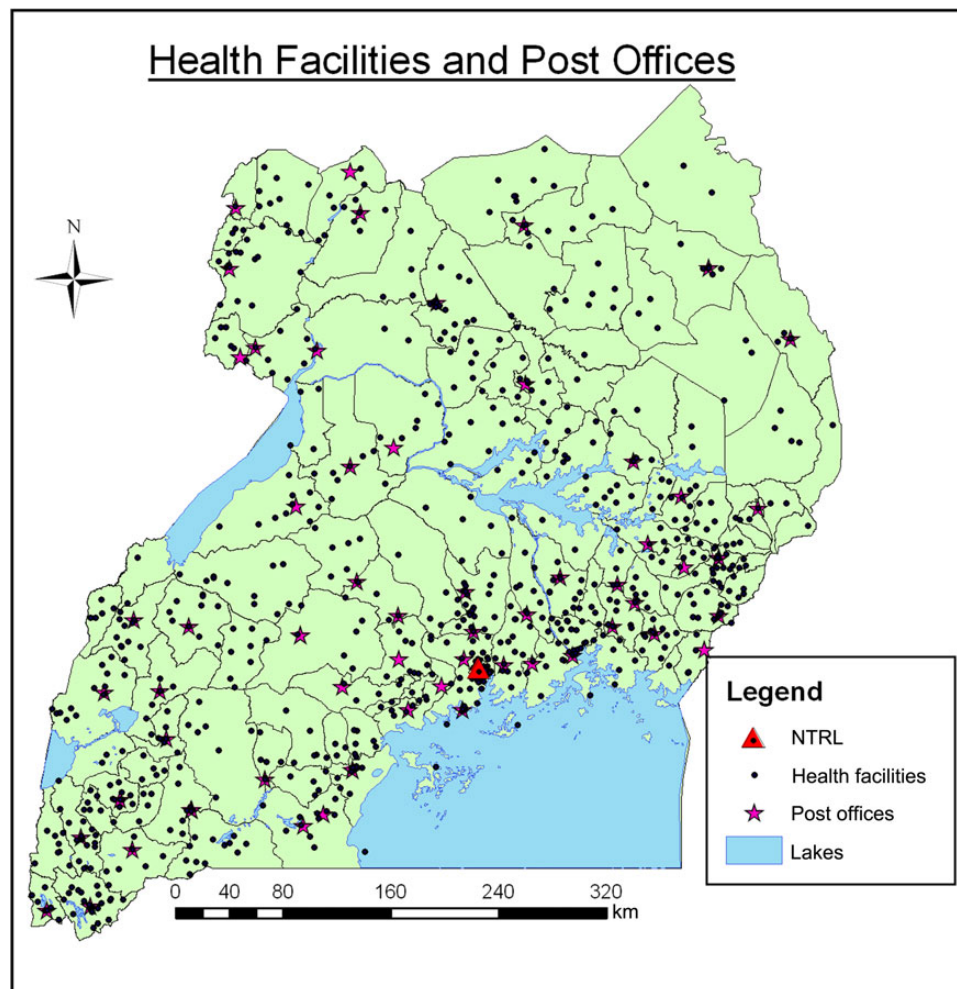 Health Facilities and Post Offices
N
Legend
NTRL
Health facilities
Post offices
Lakes
0 40 80 160 240 320
km